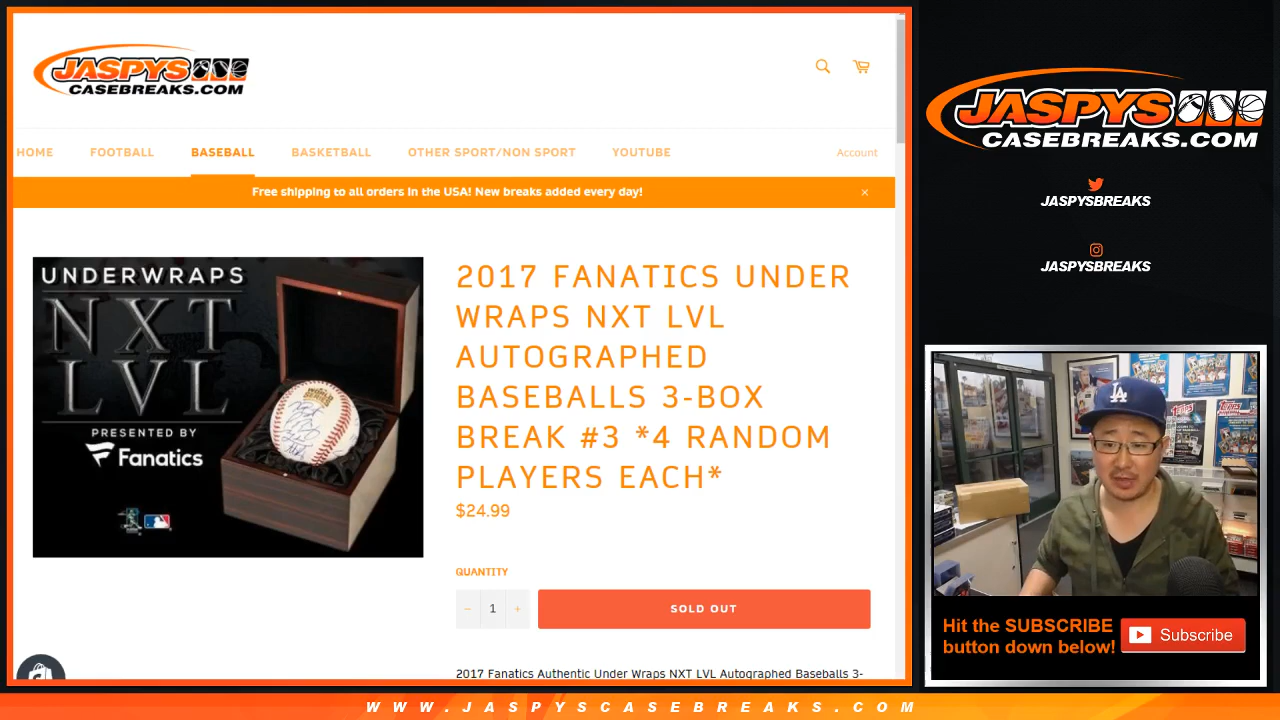 JASPYS
CASEBREAKS.COM
HOME
FOOTBALL
BASEBALL
BASKETBALL
OTHER SPORT/NON SPORT
YOUTUBE
Account
Free shipping to all orders in the USA! New breaks added every day!
×
UNDERWRAPS
NXT
LVL
PRESENTED BY
Fanatics
2017 FANATICS UNDER
WRAPS NXT LVL
AUTOGRAPHED
BASEBALLS 3-BOX
BREAK #3 *4 RANDOM
PLAYERS EACH*
$24.99
QUANTITY
− 1 +
SOLD OUT
2017 Fanatics Authentic Under Wraps NXT LVL Autographed Baseballs 3-
JASPYS
CASEBREAKS.COM
JASPYSBREAKS
JASPYSBREAKS
LA
Topps
Hit the SUBSCRIBE
button down below!
Subscribe
WWW.JASPYSCASEBREAKS.COM